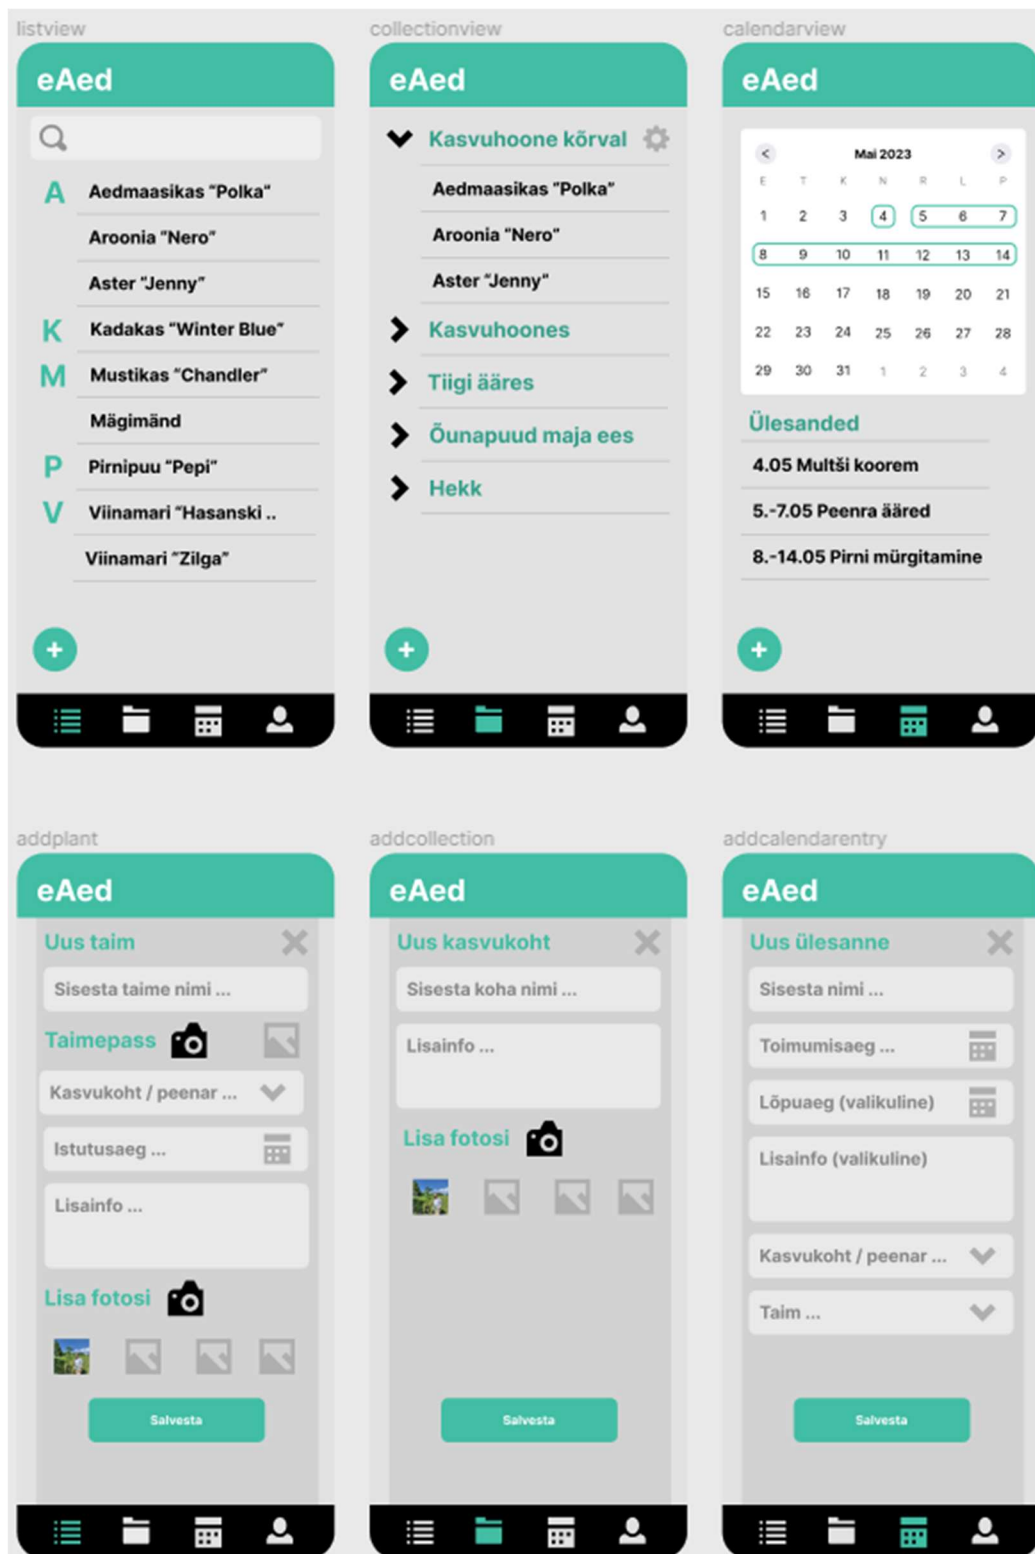 listview
eAed
A Aedmaasikas “Polka”
Aroonia “Nero”
Aster “Jenny”
K Kadakas “Winter Blue”
M Mustikas “Chandler”
Mägimänd
P Pirnipuu “Pepi”
V Viinamari “Hasanski ..
Viinamari “Zilga”
+
collectionview
eAed
Kasvuhoone kõrval
Aedmaasikas “Polka”
Aroonia “Nero”
Aster “Jenny”
Kasvuhoones
Tiigi ääres
Õunapuud maja ees
Hekk
+
calendarview
eAed
< Mai 2023 >
E T K N R L P
1 2 3 4 5 6 7
8 9 10 11 12 13 14
15 16 17 18 19 20 21
22 23 24 25 26 27 28
29 30 31 1 2 3 4
Ülesanded
4.05 Multši koorem
5.-7.05 Peenra ääred
8.-14.05 Pirni mürgitamine
+
addplant
eAed
Uus taim
Sisesta taime nimi ...
Taimepass
Kasvukoht / peenar ...
Istutusaeg ...
Lisainfo ...
Lisa fotosi
Salvesta
addcollection
eAed
Uus kasvukoht
Sisesta koha nimi ...
Lisainfo ...
Lisa fotosi
Salvesta
addcalendarentry
eAed
Uus ülesanne
Sisesta nimi ...
Toimumisaeg ...
Lõpuaeg (valikuline)
Lisainfo (valikuline)
Kasvukoht / peenar ...
Taim ...
Salvesta